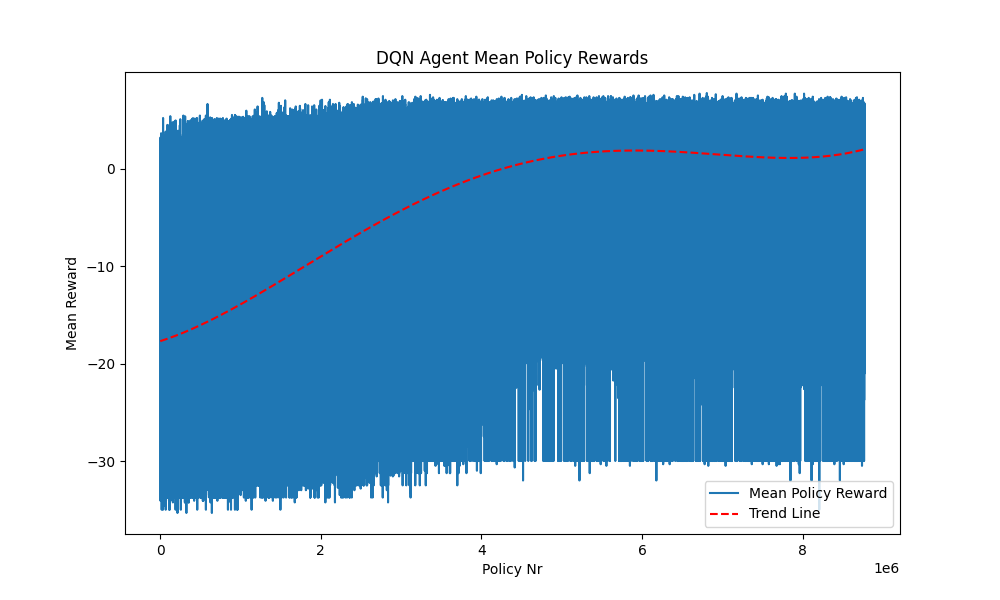 DQN Agent Mean Policy Rewards
Mean Reward
0
−10
−20
−30
0 2 4 6 8
1e6
Policy Nr
Mean Policy Reward
Trend Line